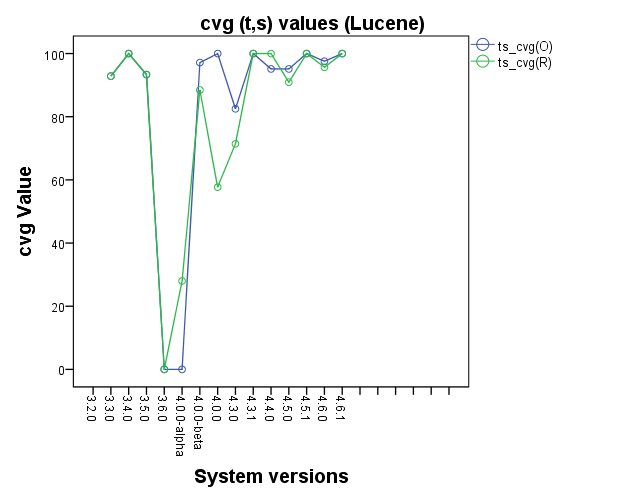 cvg (t,s) values (Lucene)
ts_cvg(O)
ts_cvg(R)
cvg Value
100
80
60
40
20
0
3.2.0
3.3.0
3.4.0
3.5.0
3.6.0
4.0.0-alpha
4.0.0-beta
4.0.0
4.3.0
4.3.1
4.4.0
4.5.0
4.5.1
4.6.0
4.6.1
System versions